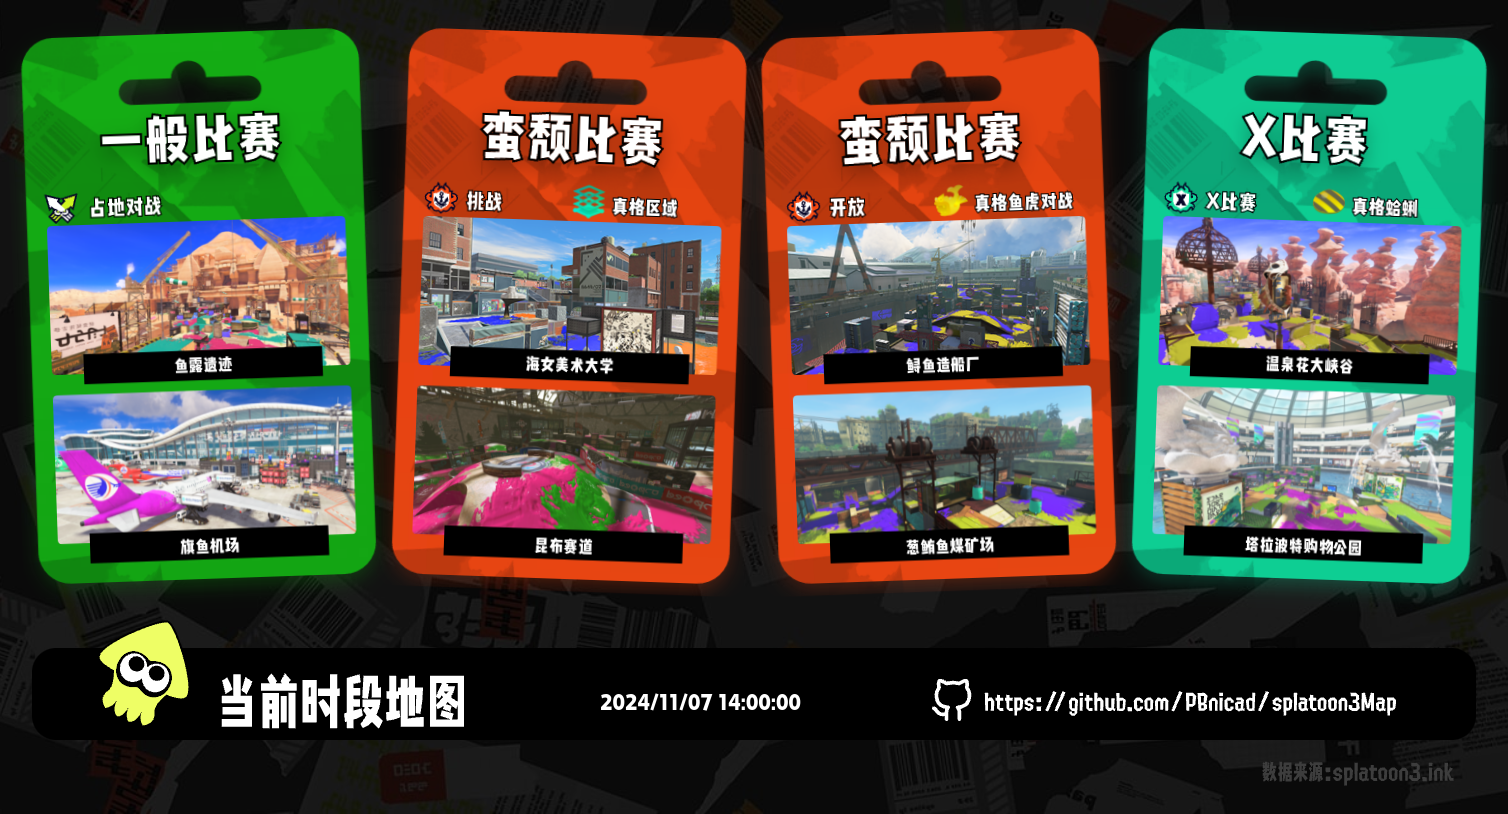 一般比赛
占地对战
鱼露遗迹
旗鱼机场
蛮颓比赛
挑战
真格区域
海女美术大学
昆布赛道
蛮颓比赛
开放
真格鱼虎对战
鲟鱼造船厂
葱鲔鱼煤矿场
X比赛
X比赛
真格蛤蜊
温泉花大峡谷
塔拉波特购物公园
当前时段地图
2024/11/07 14:00:00
https://github.com/PBnicad/splatoon3Map
数据来源:splatoon3.ink